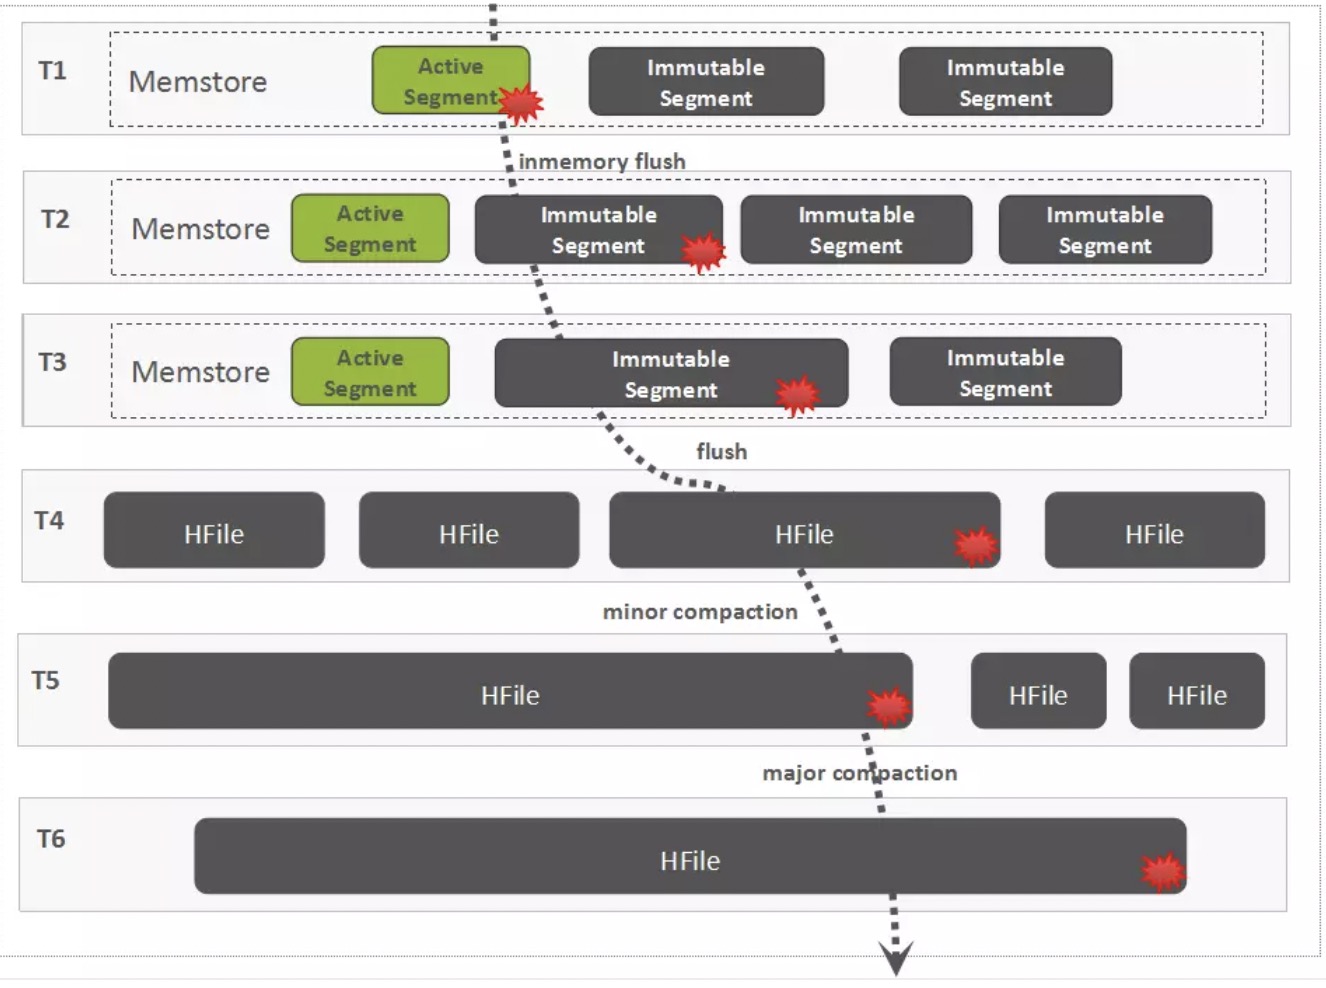 T1
Memstore
Active
Segment
Immutable
Segment
Immutable
Segment
inmemory flush
T2
Memstore
Active
Segment
Immutable
Segment
Immutable
Segment
Immutable
Segment
T3
Memstore
Active
Segment
Immutable
Segment
Immutable
Segment
flush
T4
HFile
HFile
HFile
HFile
minor compaction
T5
HFile
HFile
HFile
major compaction
T6
HFile